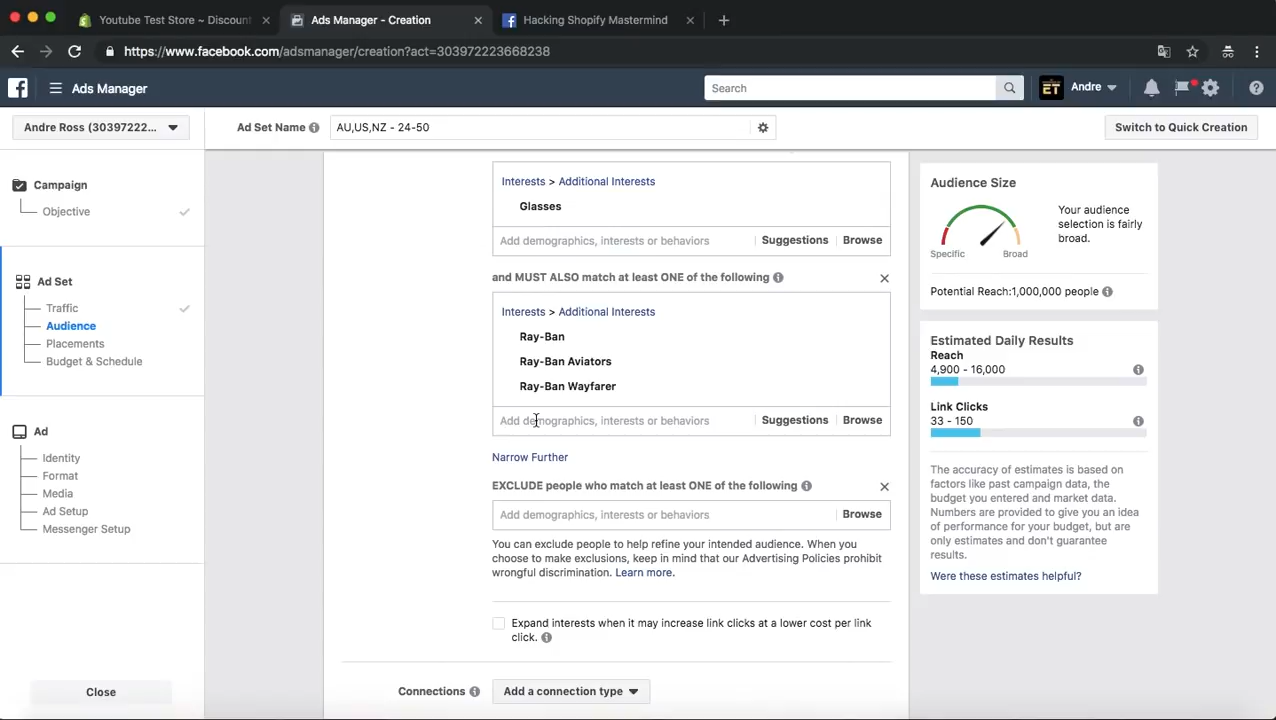 Youtube Test Store ~ Discount
Ads Manager - Creation
Hacking Shopify Mastermind
https://www.facebook.com/adsmanager/creation?act=303972223668238
Ads Manager
Search
ET
Andre
Andre Ross (30397222...
Ad Set Name
AU,US,NZ - 24-50
Switch to Quick Creation
Campaign
Objective
Ad Set
Traffic
Audience
Placements
Budget & Schedule
Ad
Identity
Format
Media
Ad Setup
Messenger Setup
Close
Interests > Additional Interests
Glasses
Add demographics, interests or behaviors
Suggestions
Browse
and MUST ALSO match at least ONE of the following
Interests > Additional Interests
Ray-Ban
Ray-Ban Aviators
Ray-Ban Wayfarer
Add demographics, interests or behaviors
Suggestions
Browse
Narrow Further
EXCLUDE people who match at least ONE of the following
Add demographics, interests or behaviors
Browse
You can exclude people to help refine your intended audience. When you
choose to make exclusions, keep in mind that our Advertising Policies prohibit
wrongful discrimination. Learn more.
Expand interests when it may increase link clicks at a lower cost per link
click.
Connections
Add a connection type
Audience Size
Your audience
selection is fairly
broad.
Specific
Broad
Potential Reach:1,000,000 people
Estimated Daily Results
Reach
4,900 - 16,000
Link Clicks
33 - 150
The accuracy of estimates is based on
factors like past campaign data, the
budget you entered and market data.
Numbers are provided to give you an idea
of performance for your budget, but are
only estimates and don't guarantee
results.
Were these estimates helpful?